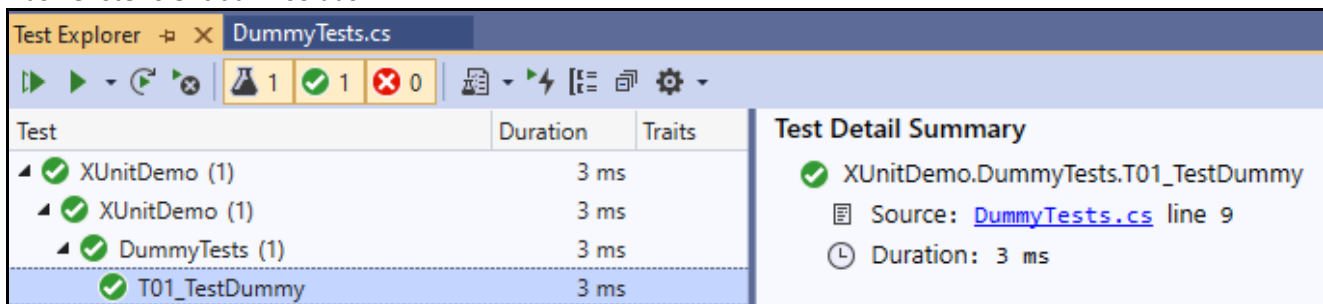 Test Explorer DummyTests.cs
1 1 0
Test Duration Traits
XUnitDemo (1) 3 ms
XUnitDemo (1) 3 ms
DummyTests (1) 3 ms
T01_TestDummy 3 ms
Test Detail Summary
XUnitDemo.DummyTests.T01_TestDummy
Source: DummyTests.cs line 9
Duration: 3 ms